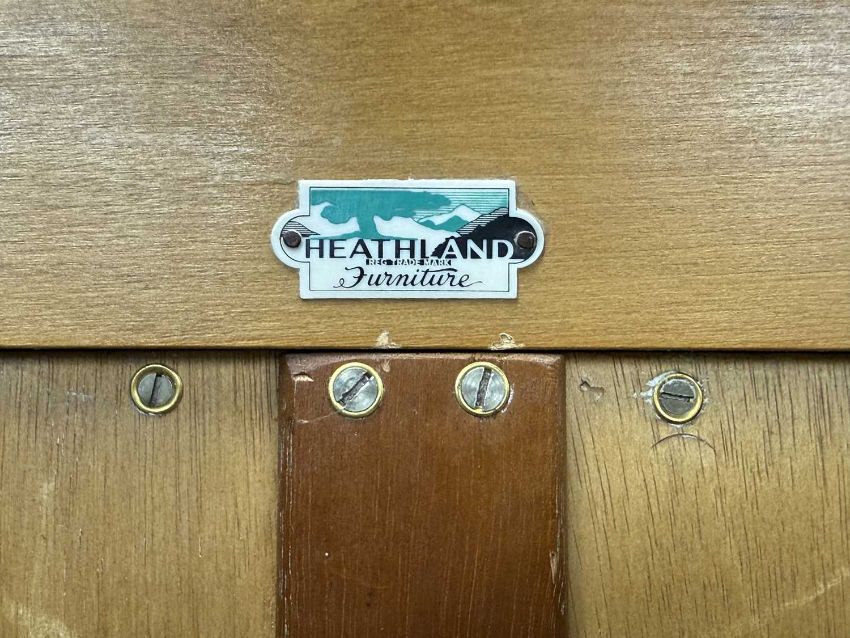 HEATHLAND
REG TRADE MARK
Furniture